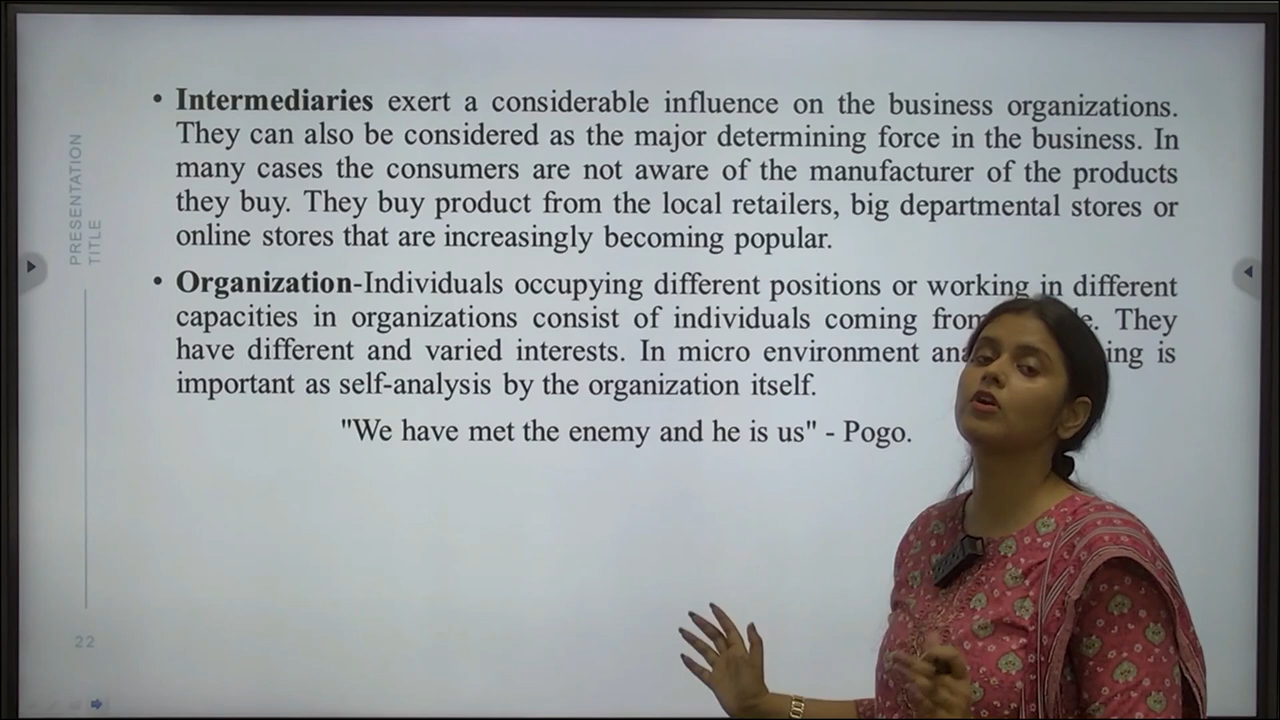 • Intermediaries exert a considerable influence on the business organizations.
They can also be considered as the major determining force in the business. In
many cases the consumers are not aware of the manufacturer of the products
they buy. They buy product from the local retailers, big departmental stores or
online stores that are increasingly becoming popular.
• Organization-Individuals occupying different positions or working in different
capacities in organizations consist of individuals coming They
have different and varied interests. In micro environment is
important as self-analysis by the organization itself.
"We have met the enemy and he is us" - Pogo.
PRESENTATION
TITLE
22